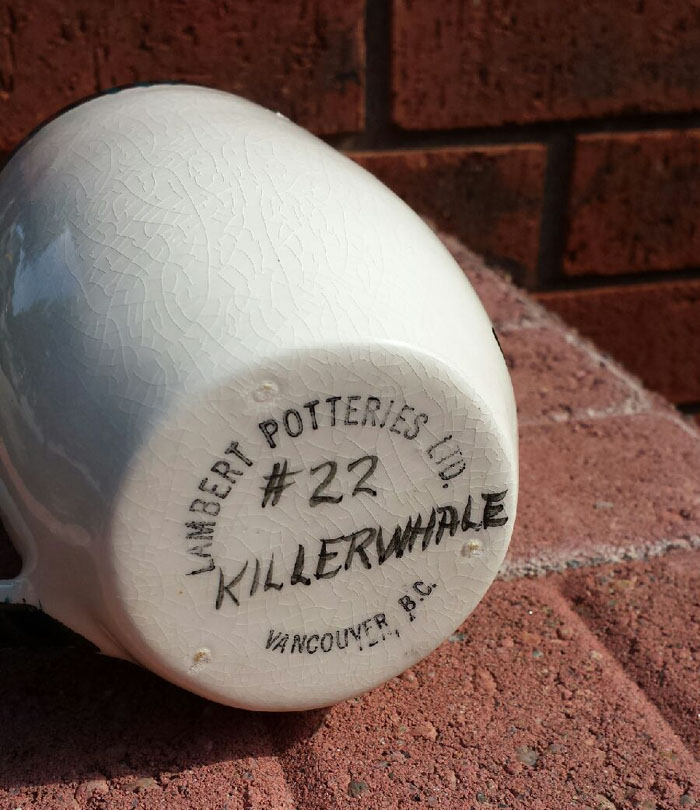 LAMBERT POTTERIES LTD.
#22
KILLERWHALE
VANCOUVER, B.C.